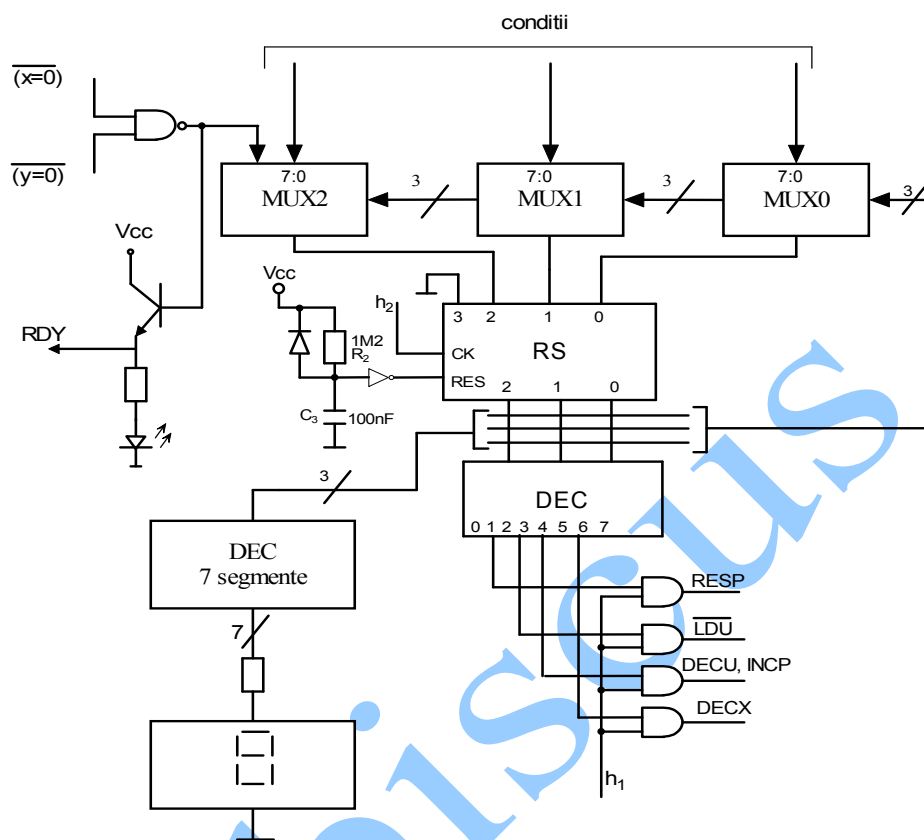 conditii
(x=0)
(y=0)
7:0
MUX2
3
7:0
MUX1
3
7:0
MUX0
3
Vcc
RDY
Vcc
1M2
R2
C3
100nF
h2
3 2 1 0
CK
RS
RES
2 1 0
3
DEC
0 1 2 3 4 5 6 7
DEC
7 segmente
7
RESP
LDU
DECU, INCP
DECX
h1